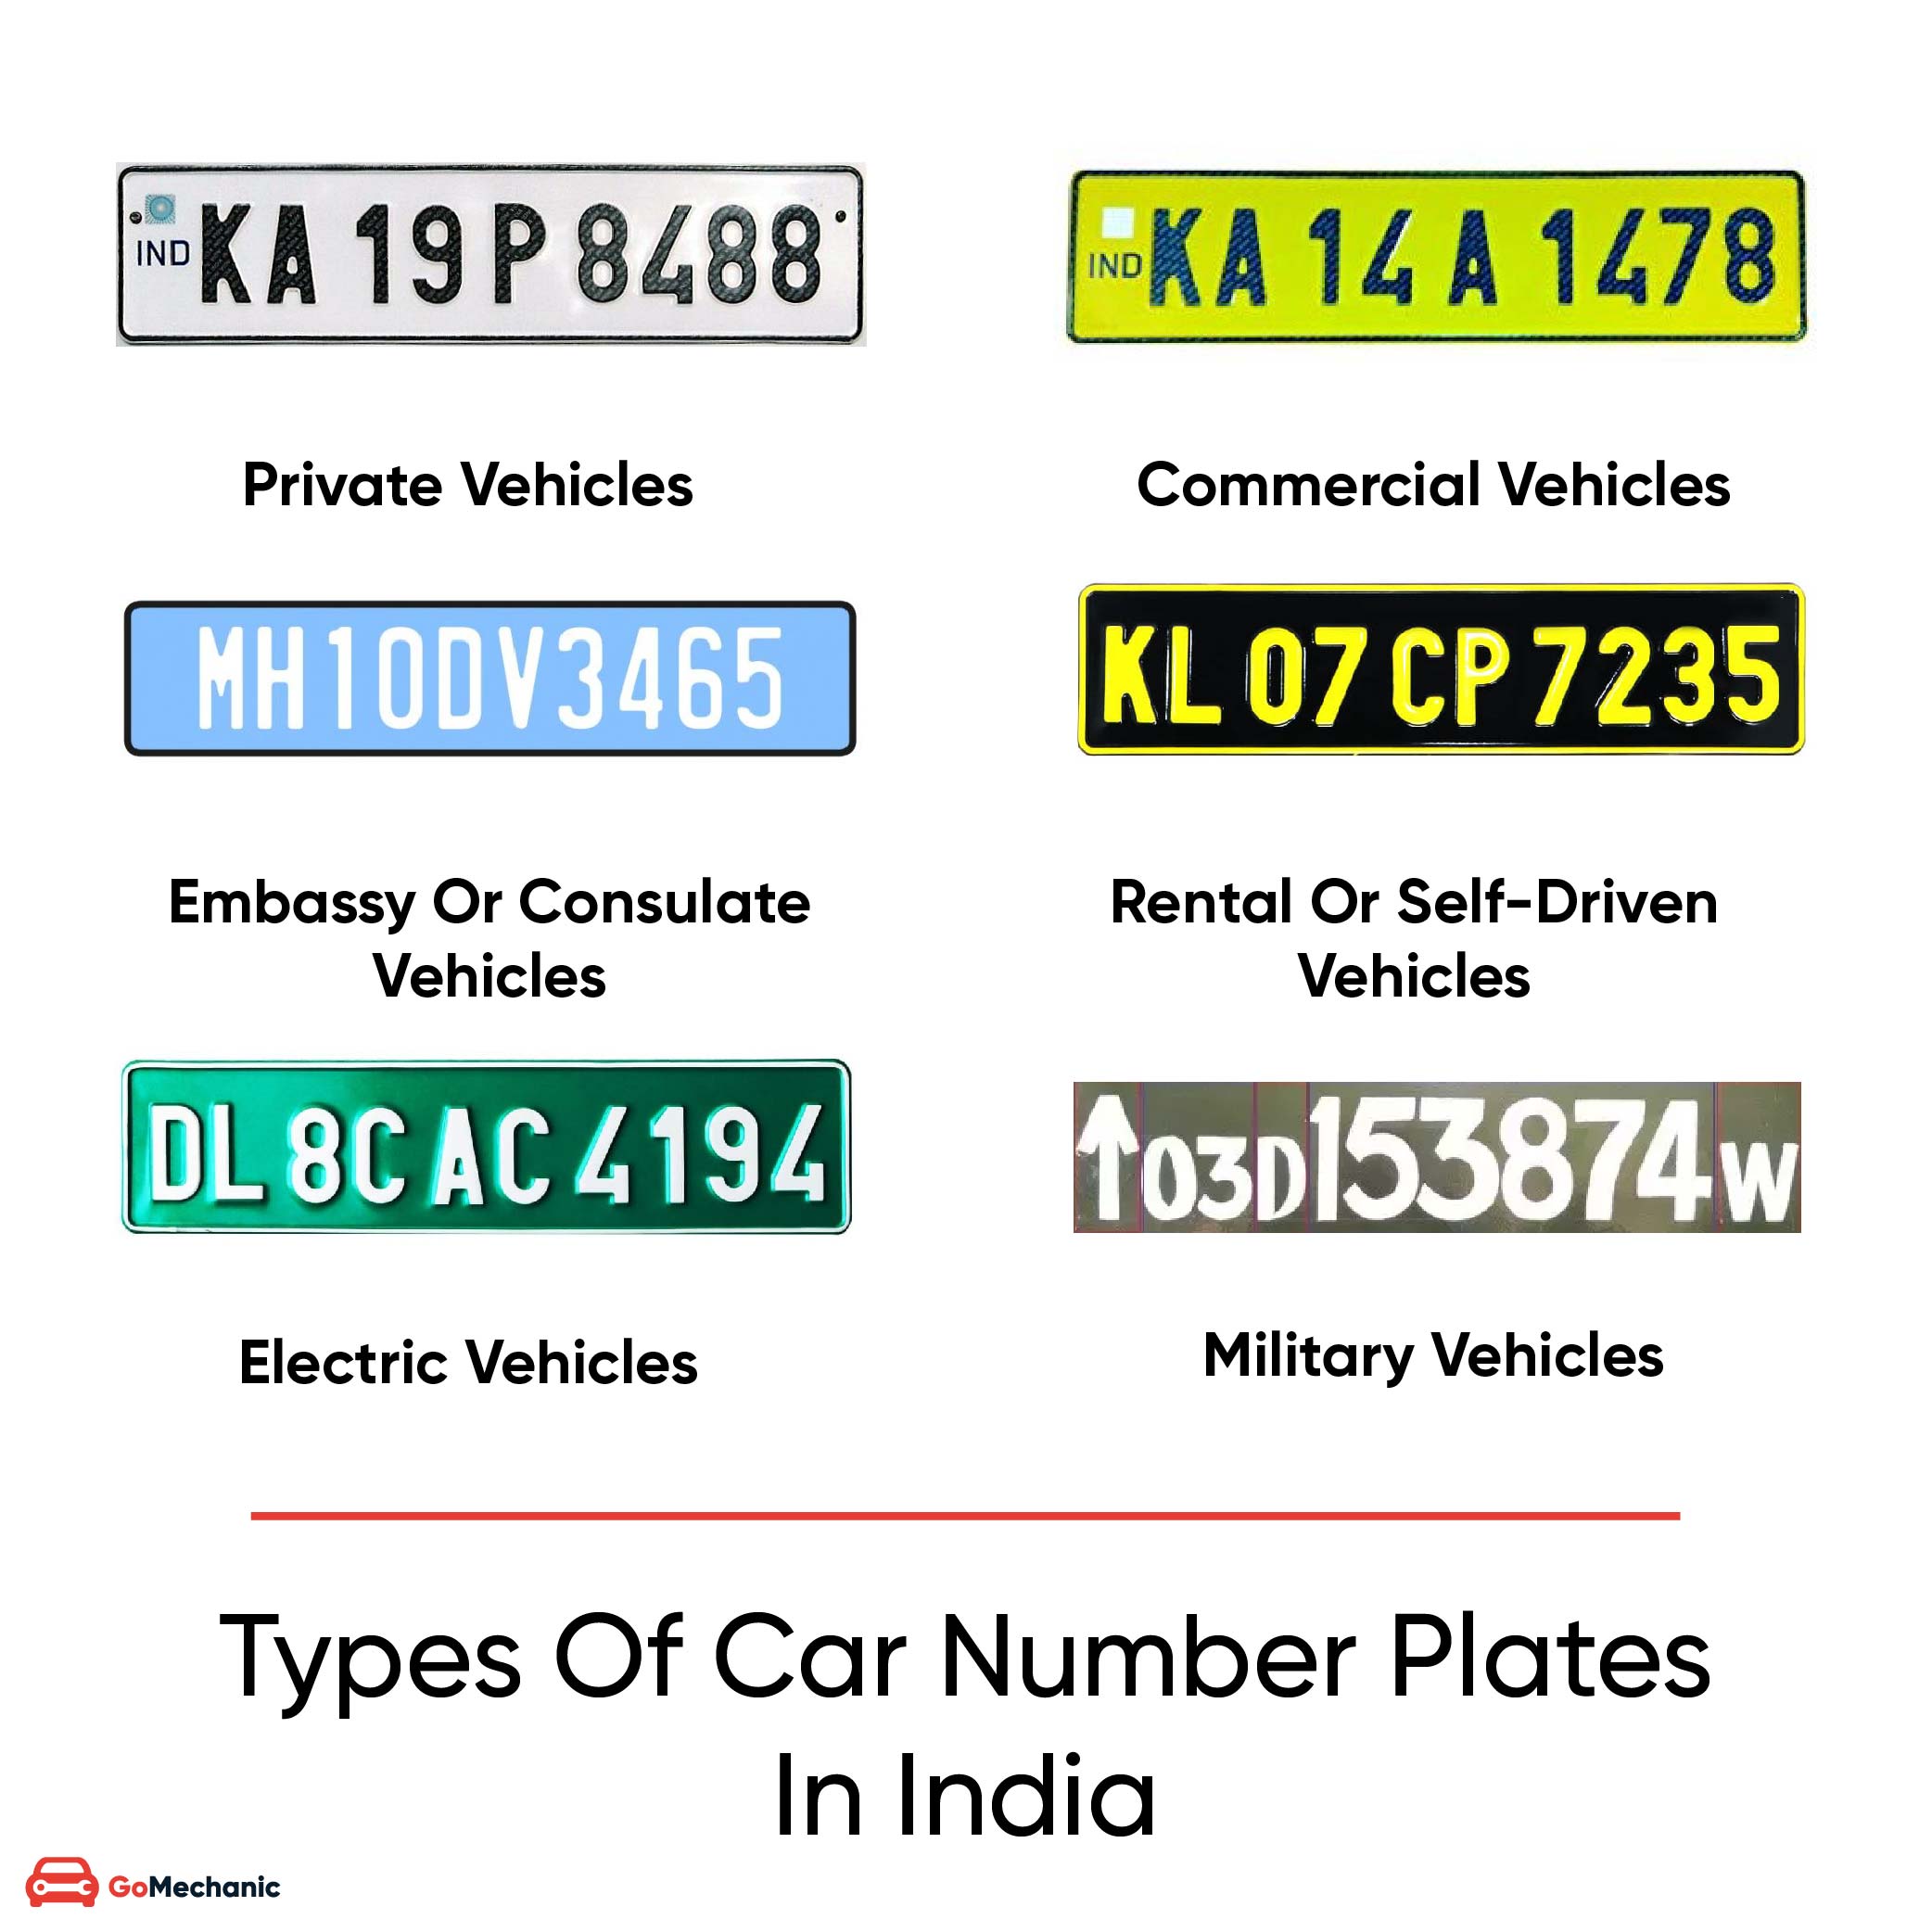 IND KA 19 P 8488
IND KA 14 A 1478
Private Vehicles
Commercial Vehicles
MH10DV3465
KL 07 CP 7235
Embassy Or Consulate
Vehicles
Rental Or Self-Driven
Vehicles
DL 8C AC 4194
↑03D153874W
Electric Vehicles
Military Vehicles
Types Of Car Number Plates
In India
GoMechanic